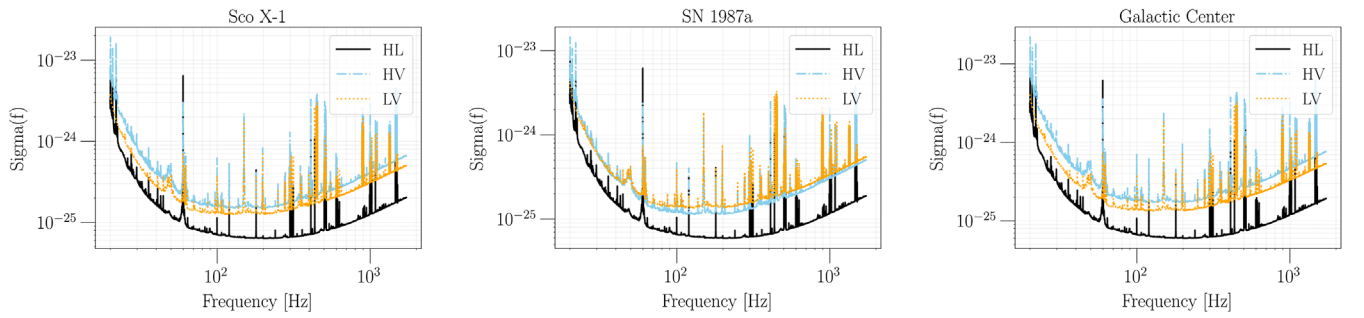 Sco X-1
Sigma(f)
10^−23
10^−24
10^−25
HL
HV
LV
10^2
10^3
Frequency [Hz]
SN 1987a
Sigma(f)
10^−23
10^−24
10^−25
HL
HV
LV
10^2
10^3
Frequency [Hz]
Galactic Center
Sigma(f)
10^−23
10^−24
10^−25
HL
HV
LV
10^2
10^3
Frequency [Hz]